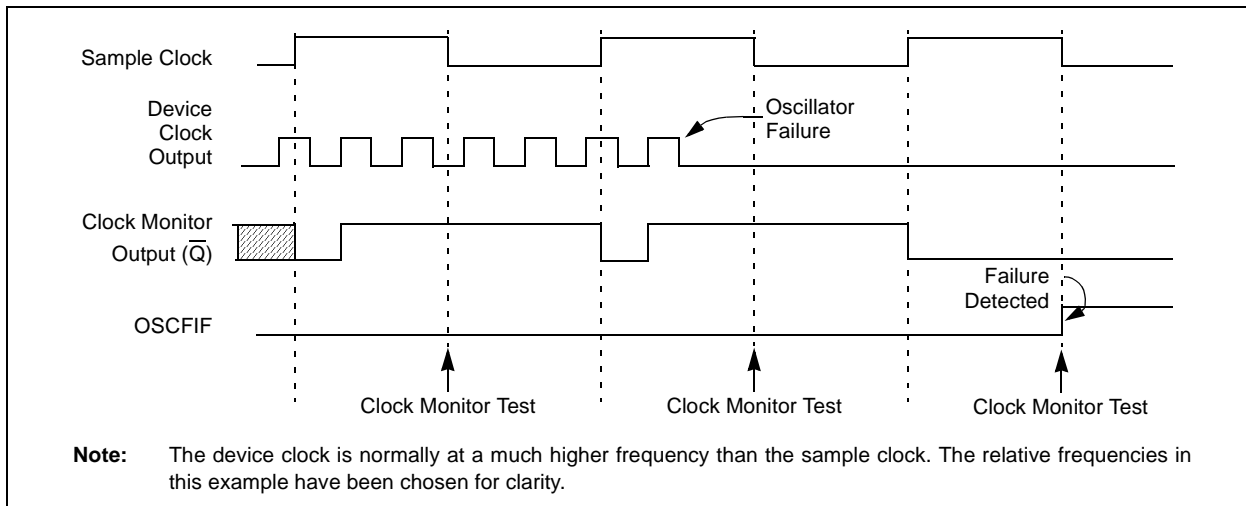 Sample Clock
Device
Clock
Output
Oscillator
Failure
Clock Monitor
Output (Q̅)
Failure
Detected
OSCFIF
Clock Monitor Test
Clock Monitor Test
Clock Monitor Test
Note: The device clock is normally at a much higher frequency than the sample clock. The relative frequencies in
this example have been chosen for clarity.